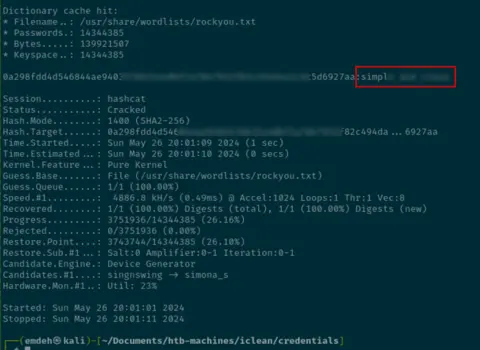 Dictionary cache hit:
* Filename..: /usr/share/wordlists/rockyou.txt
* Passwords.: 14344385
* Bytes.....: 139921507
* Keyspace..: 14344385
0a298fdd4d546844ae940 5d6927aa:simpl
Session..........: hashcat
Status...........: Cracked
Hash.Mode........: 1400 (SHA2-256)
Hash.Target......: 0a298fdd4d546 /82c494da...6927aa
Time.Started.....: Sun May 26 20:01:09 2024 (1 sec)
Time.Estimated...: Sun May 26 20:01:10 2024 (0 secs)
Kernel.Feature...: Pure Kernel
Guess.Base.......: File (/usr/share/wordlists/rockyou.txt)
Guess.Queue......: 1/1 (100.00%)
Speed.#1.........: 4886.8 kH/s (0.49ms) @ Accel:1024 Loops:1 Thr:1 Vec:8
Recovered........: 1/1 (100.00%) Digests (total), 1/1 (100.00%) Digests (new)
Progress.........: 3751936/14344385 (26.16%)
Rejected.........: 0/3751936 (0.00%)
Restore.Point....: 3743744/14344385 (26.10%)
Restore.Sub.#1...: Salt:0 Amplifier:0-1 Iteration:0-1
Candidate.Engine.: Device Generator
Candidates.#1....: singnswing -> simona_s
Hardware.Mon.#1..: Util: 23%
Started: Sun May 26 20:01:01 2024
Stopped: Sun May 26 20:01:11 2024
┌──(emdeh㉿kali)-[~/Documents/htb-machines/iclean/credentials]